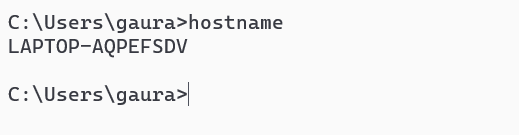 C:\Users\gaura>hostname
LAPTOP-AQPEFSDV
C:\Users\gaura>